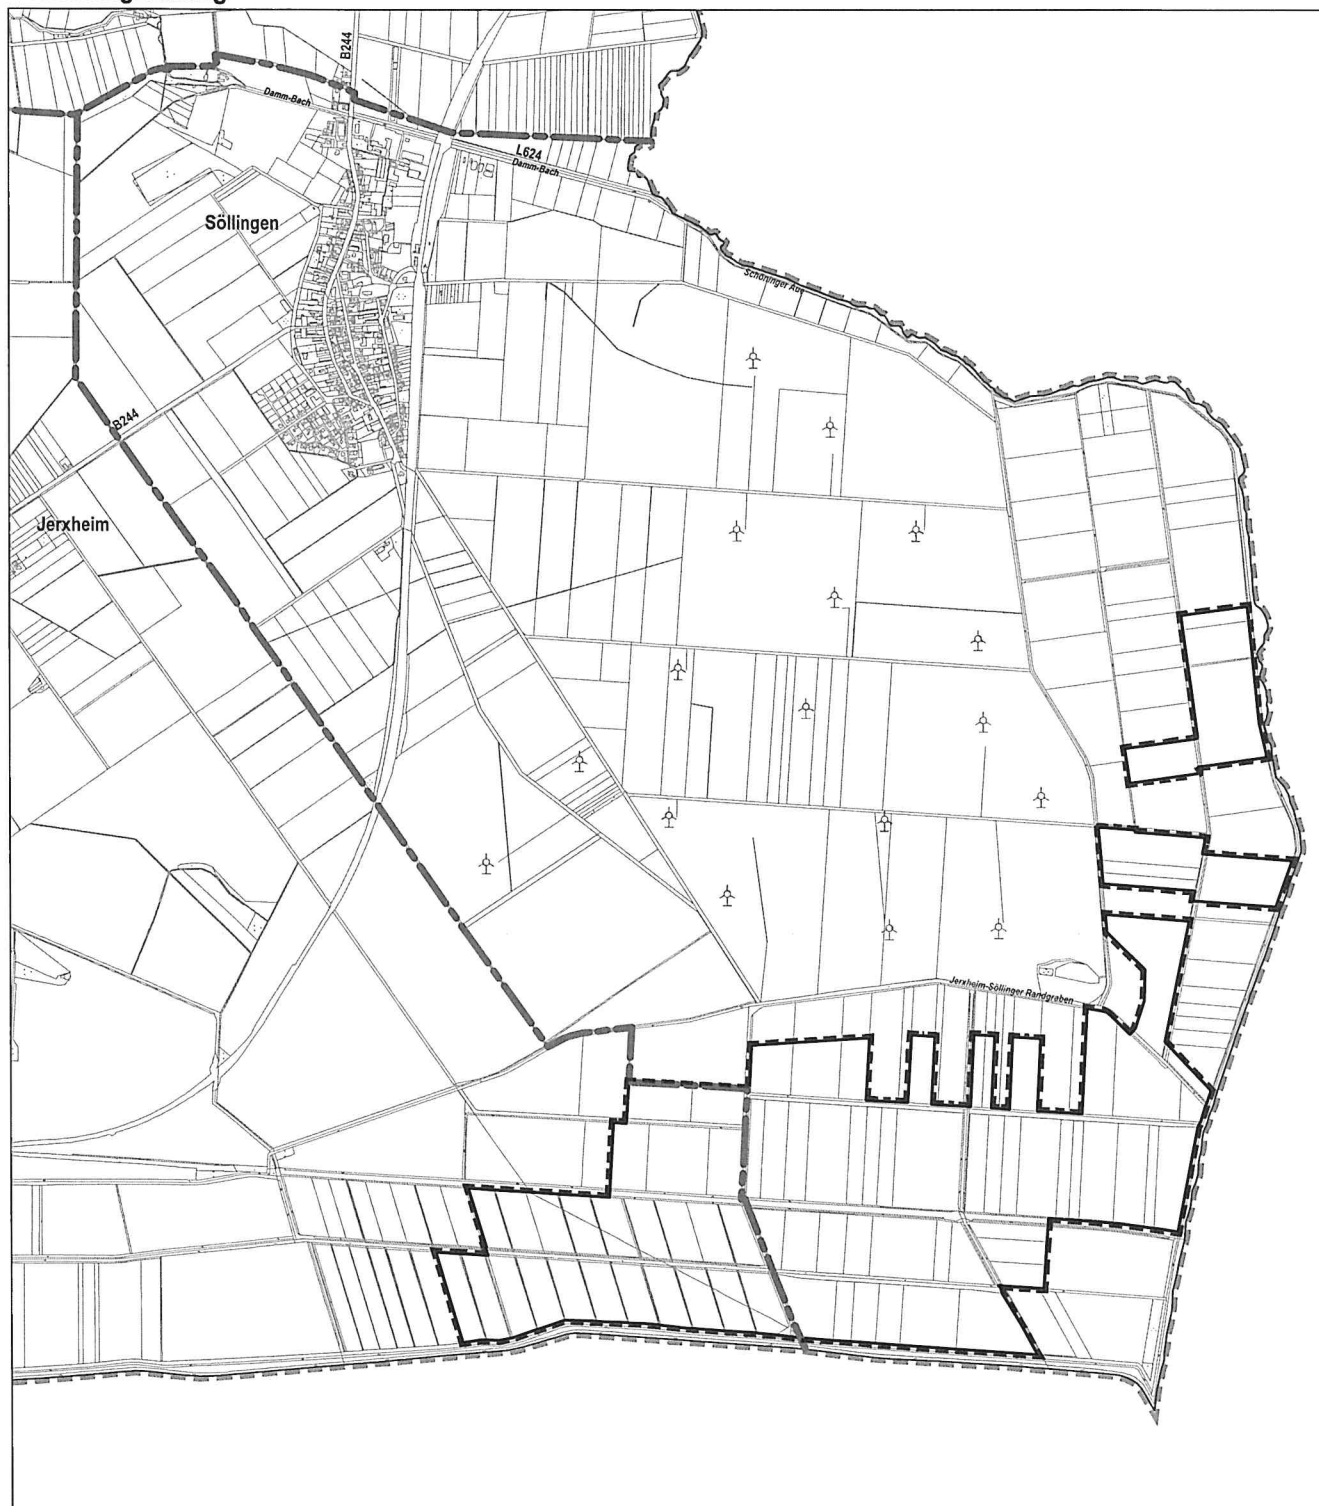 B244
Damm-Bach
L624
Damm-Bach
Söllingen
Schöninger Aue
B244
Jerxheim
Jerxheim-Söllinger Randgraben